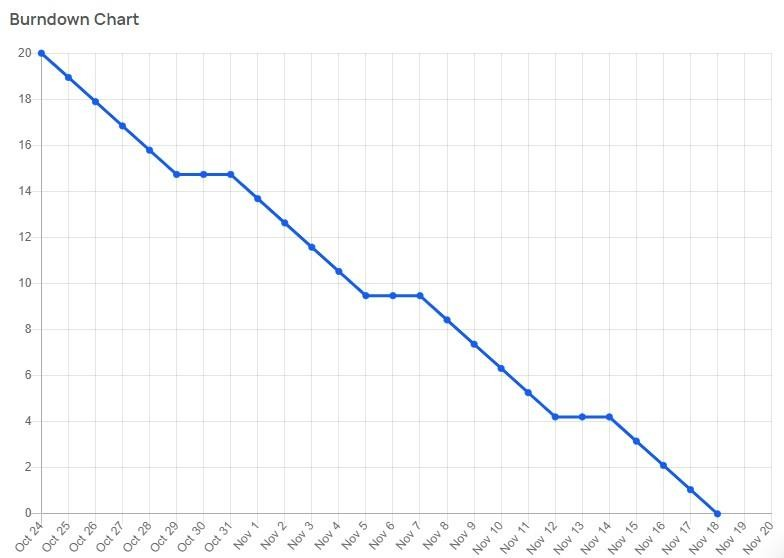 Burndown Chart
20
18
16
14
12
10
8
6
4
2
0
Oct 24
Oct 25
Oct 26
Oct 27
Oct 28
Oct 29
Oct 30
Oct 31
Nov 1
Nov 2
Nov 3
Nov 4
Nov 5
Nov 6
Nov 7
Nov 8
Nov 9
Nov 10
Nov 11
Nov 12
Nov 13
Nov 14
Nov 15
Nov 16
Nov 17
Nov 18
Nov 19
Nov 20